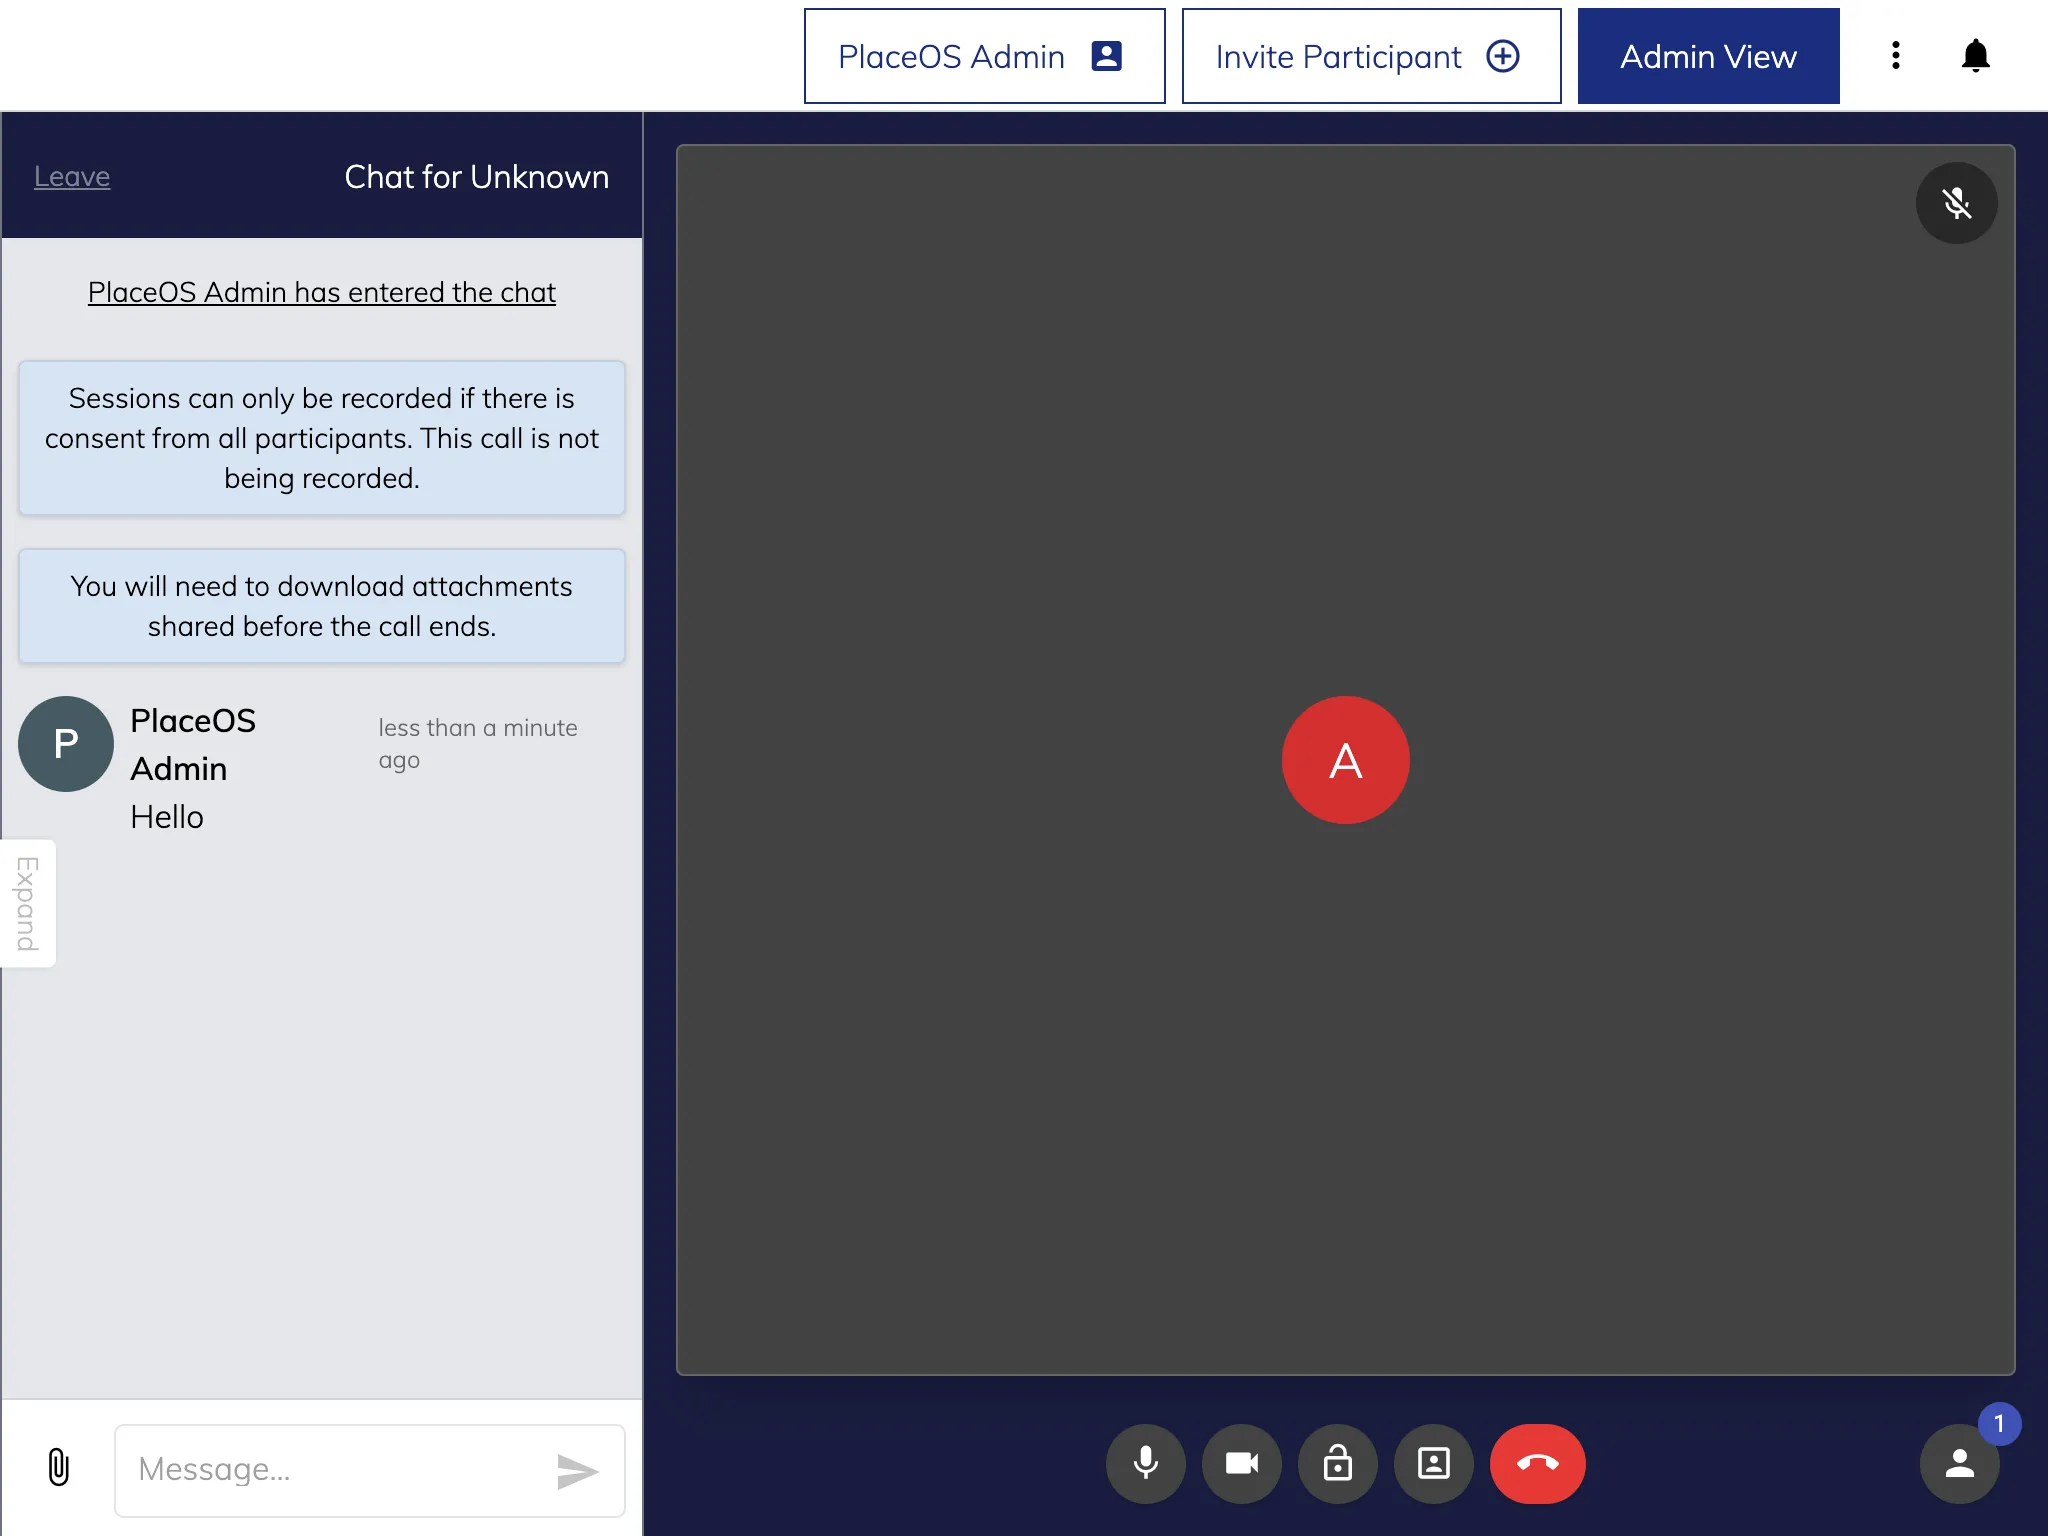 PlaceOS Admin
Invite Participant
Admin View
Leave
Chat for Unknown
PlaceOS Admin has entered the chat
Sessions can only be recorded if there is
consent from all participants. This call is not
being recorded.
You will need to download attachments
shared before the call ends.
P
PlaceOS
Admin
less than a minute
ago
Hello
Expand
A
Message...
1